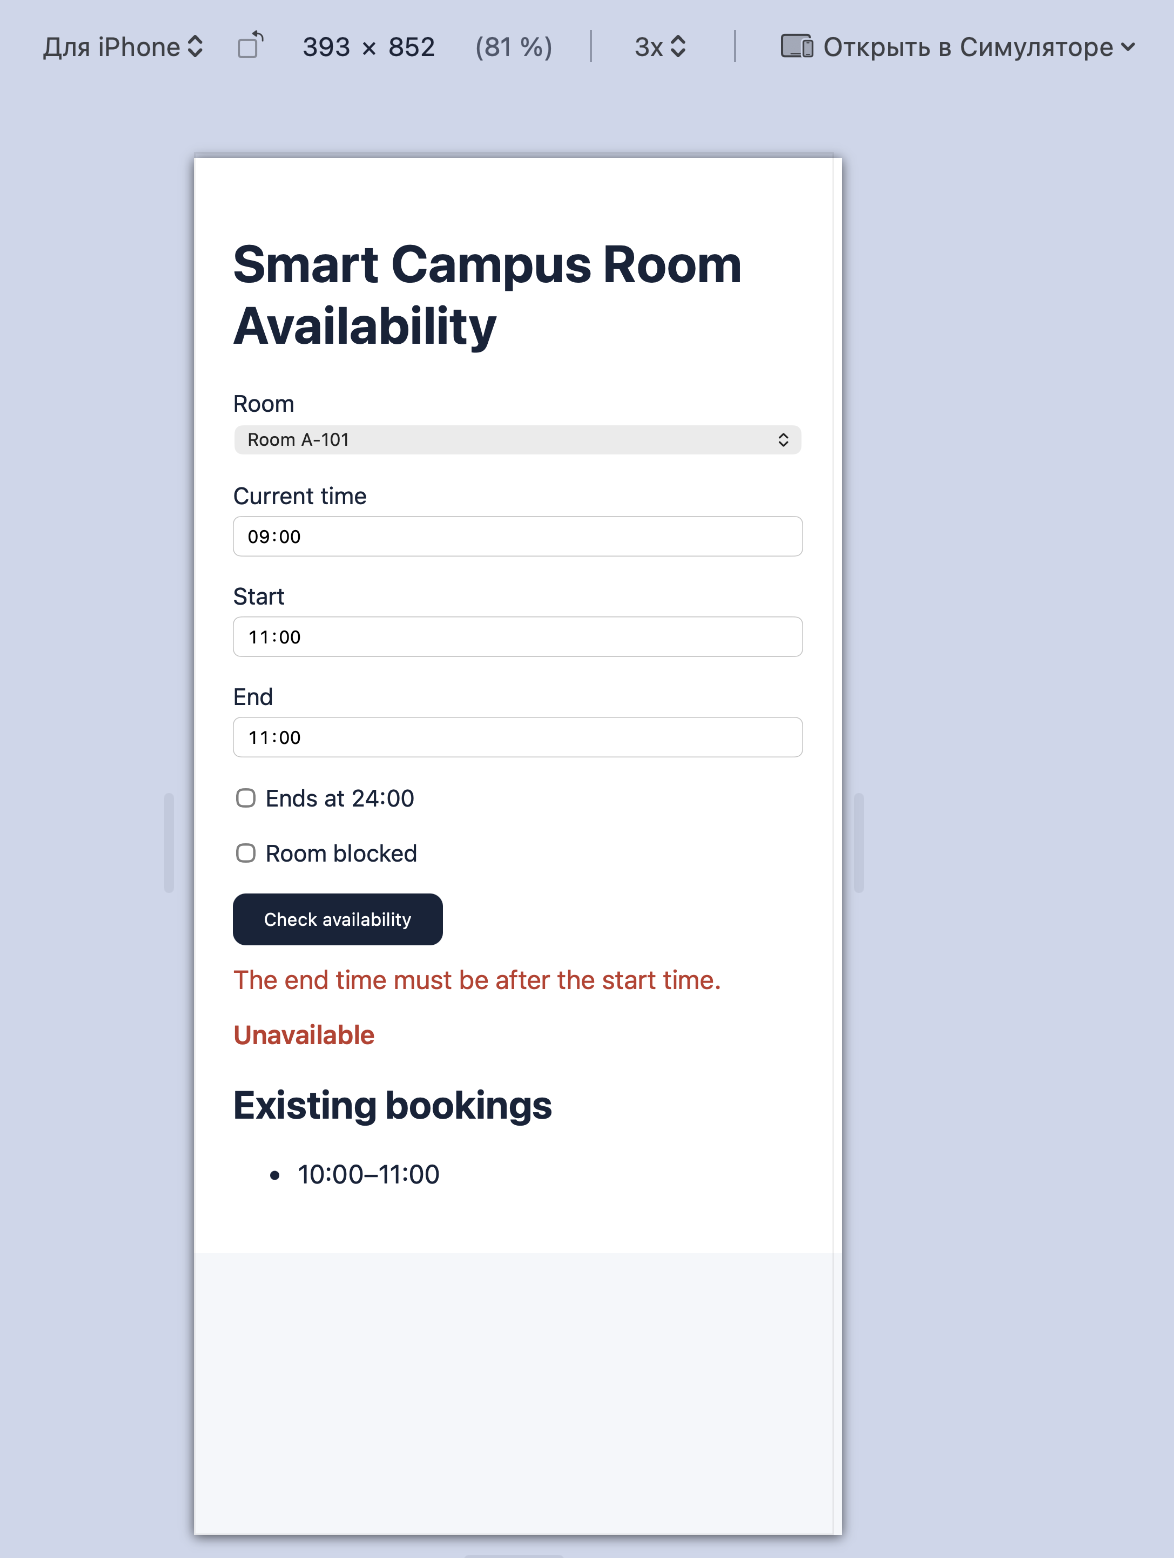 Для iPhone 393 × 852 (81 %) 3x Открыть в Симуляторе
Smart Campus Room
Availability
Room
Room A-101
Current time
09:00
Start
11:00
End
11:00
Ends at 24:00
Room blocked
Check availability
The end time must be after the start time.
Unavailable
Existing bookings
• 10:00–11:00